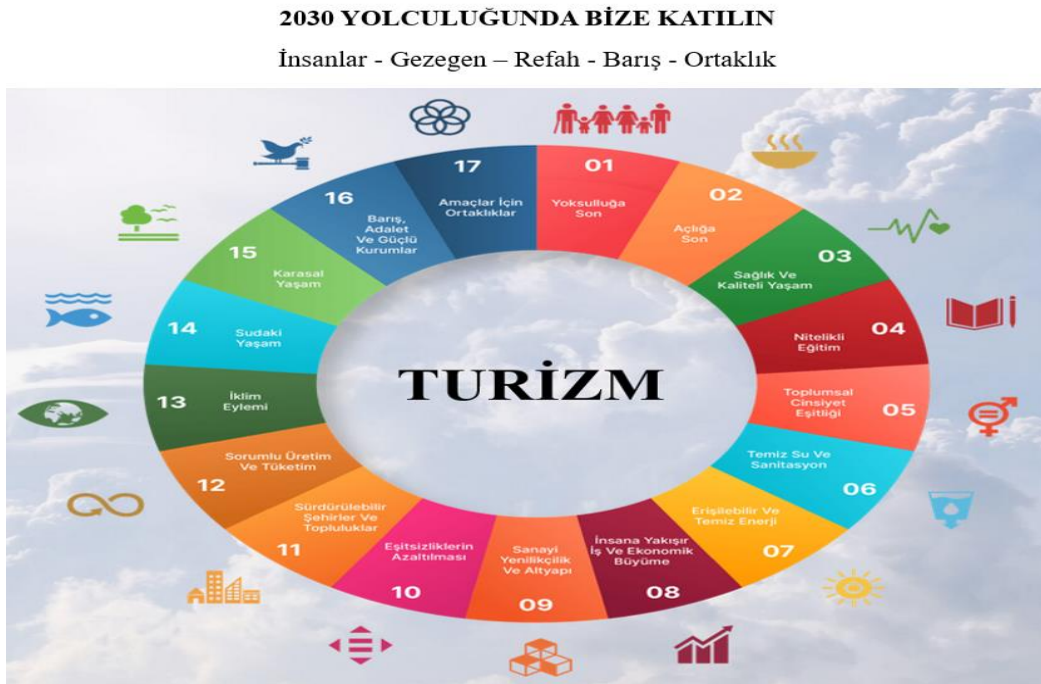 2030 YOLCULUĞUNDA BİZE KATILIN
İnsanlar - Gezegen – Refah - Barış - Ortaklık
01
Yoksulluğa
Son
02
Açlığa
Son
03
Sağlık Ve
Kaliteli Yaşam
04
Nitelikli
Eğitim
05
Toplumsal
Cinsiyet
Eşitliği
06
Temiz Su Ve
Sanitasyon
07
Erişilebilir Ve
Temiz Enerji
08
İnsana Yakışır
İş Ve Ekonomik
Büyüme
09
Sanayi
Yenilikçilik
Ve Altyapı
10
Eşitsizliklerin
Azaltılması
11
Sürdürülebilir
Şehirler Ve
Topluluklar
12
Sorumlu Üretim
Ve Tüketim
13
İklim
Eylemi
14
Sudaki
Yaşam
15
Karasal
Yaşam
16
Barış,
Adalet
Ve Güçlü
Kurumlar
17
Amaçlar İçin
Ortaklıklar
TURİZM